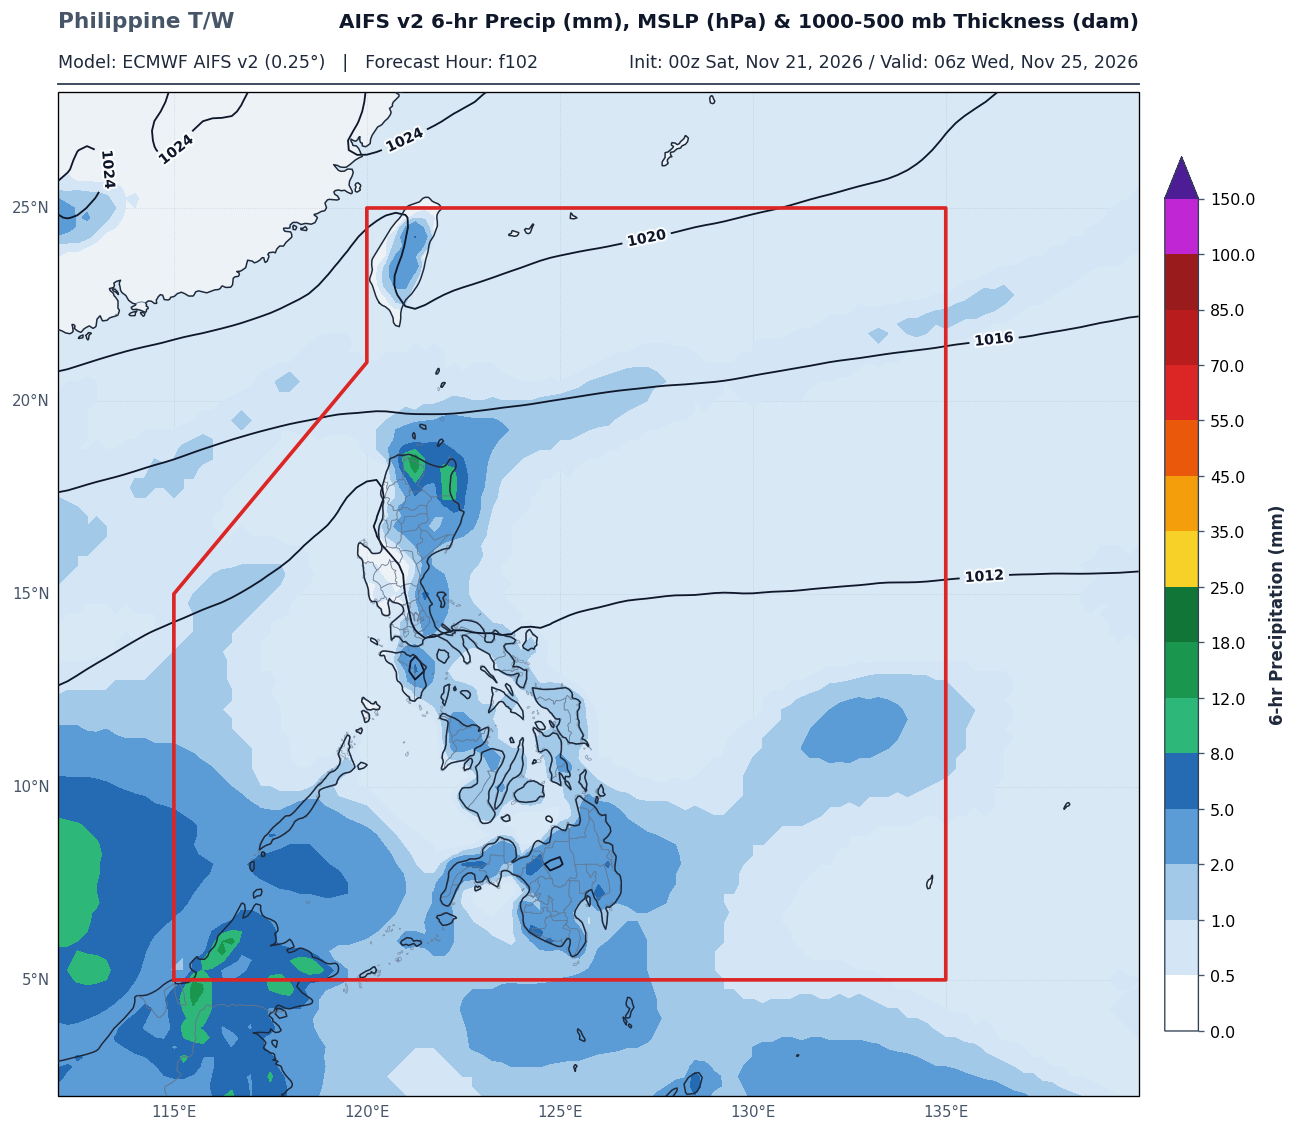 Philippine T/W
AIFS v2 6-hr Precip (mm), MSLP (hPa) & 1000-500 mb Thickness (dam)
Model: ECMWF AIFS v2 (0.25°)   |   Forecast Hour: f102
Init: 00z Sat, Nov 21, 2026 / Valid: 06z Wed, Nov 25, 2026
1024
1024
1024
1020
1016
1012
25°N
20°N
15°N
10°N
5°N
115°E
120°E
125°E
130°E
135°E
150.0
100.0
85.0
70.0
55.0
45.0
35.0
25.0
18.0
12.0
8.0
5.0
2.0
1.0
0.5
0.0
6-hr Precipitation (mm)